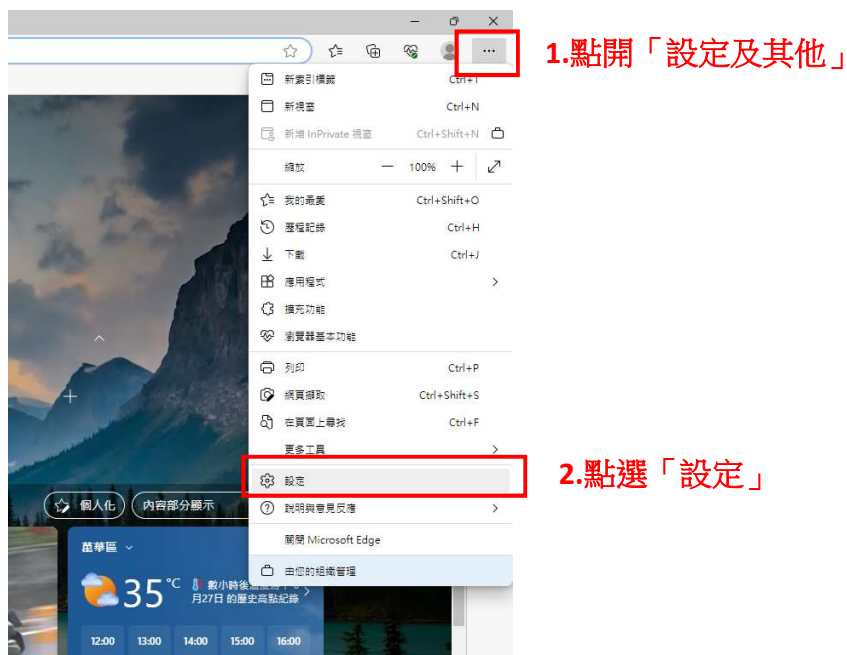 1.點開「設定及其他」
新索引標籤 Ctrl+T
新視窗 Ctrl+N
新增 InPrivate 視窗 Ctrl+Shift+N
縮放 — 100% +
我的最愛 Ctrl+Shift+O
歷程記錄 Ctrl+H
下載 Ctrl+J
應用程式
擴充功能
瀏覽器基本功能
列印 Ctrl+P
網頁擷取 Ctrl+Shift+S
在頁面上尋找 Ctrl+F
更多工具
設定
2.點選「設定」
說明與意見反應
關閉 Microsoft Edge
由您的組織管理
個人化
內容部分顯示
萬華區
35°C
數小時後
月27日 的歷史高點紀錄
12:00 13:00 14:00 15:00 16:00